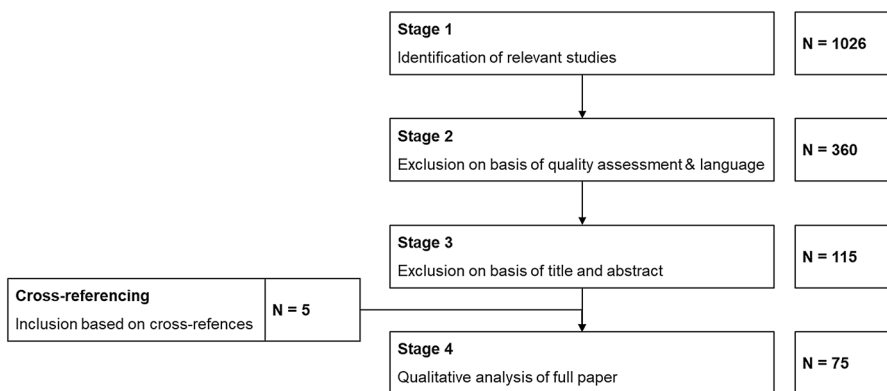 Stage 1
Identification of relevant studies
N = 1026
Stage 2
Exclusion on basis of quality assessment & language
N = 360
Stage 3
Exclusion on basis of title and abstract
N = 115
Cross-referencing
Inclusion based on cross-refences
N = 5
Stage 4
Qualitative analysis of full paper
N = 75